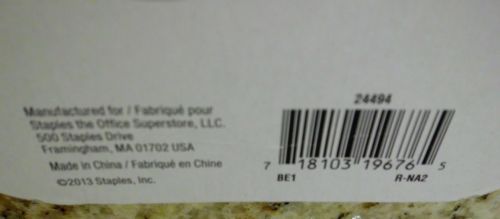 Manufactured for / Fabriqué pour
Staples the Office Superstore, LLC.
500 Staples Drive
Framingham, MA 01702 USA
Made in China / Fabriqué en Chine
©2013 Staples, Inc.
24494
7 18103 19676 5
BE1 R-NA2